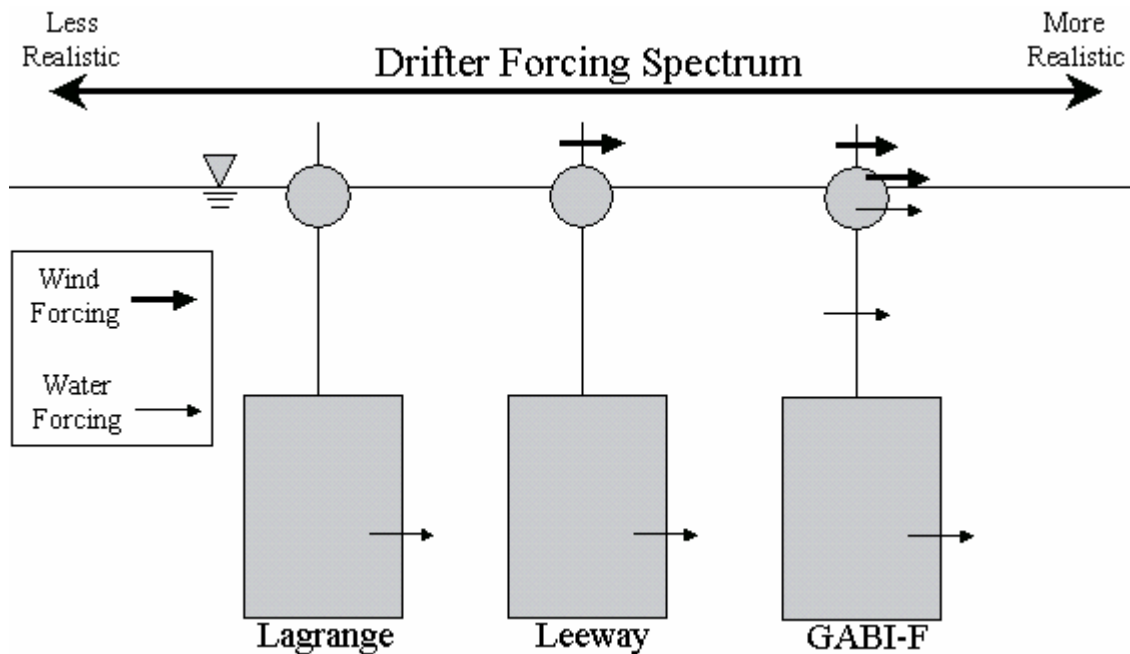 Less
Realistic
Drifter Forcing Spectrum
More
Realistic
Wind
Forcing
Water
Forcing
Lagrange
Leeway
GABI-F